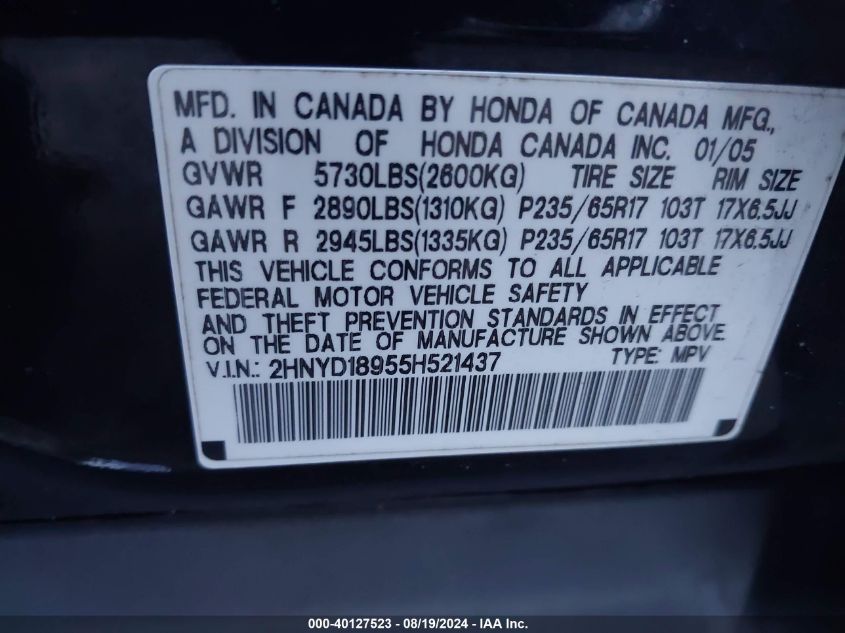 MFD. IN CANADA BY HONDA OF CANADA MFG.,
A DIVISION OF HONDA CANADA INC. 01/05
GVWR 5730LBS(2600KG) TIRE SIZE RIM SIZE
GAWR F 2890LBS(1310KG) P235/65R17 103T 17X6.5JJ
GAWR R 2945LBS(1335KG) P235/65R17 103T 17X6.5JJ
THIS VEHICLE CONFORMS TO ALL APPLICABLE
FEDERAL MOTOR VEHICLE SAFETY
AND THEFT PREVENTION STANDARDS IN EFFECT
ON THE DATE OF MANUFACTURE SHOWN ABOVE.
V.I.N.: 2HNYD18955H521437 TYPE: MPV
000-40127523 - 08/19/2024 - IAAI.com